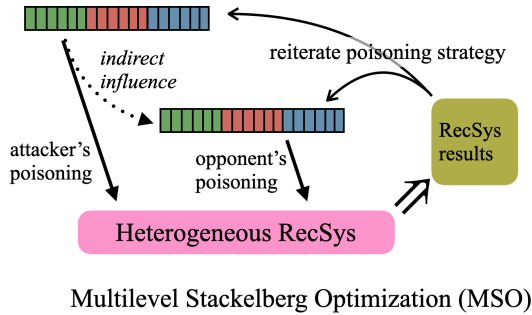 indirect
influence
reiterate poisoning strategy
attacker's
poisoning
opponent's
poisoning
RecSys
results
Heterogeneous RecSys
Multilevel Stackelberg Optimization (MSO)